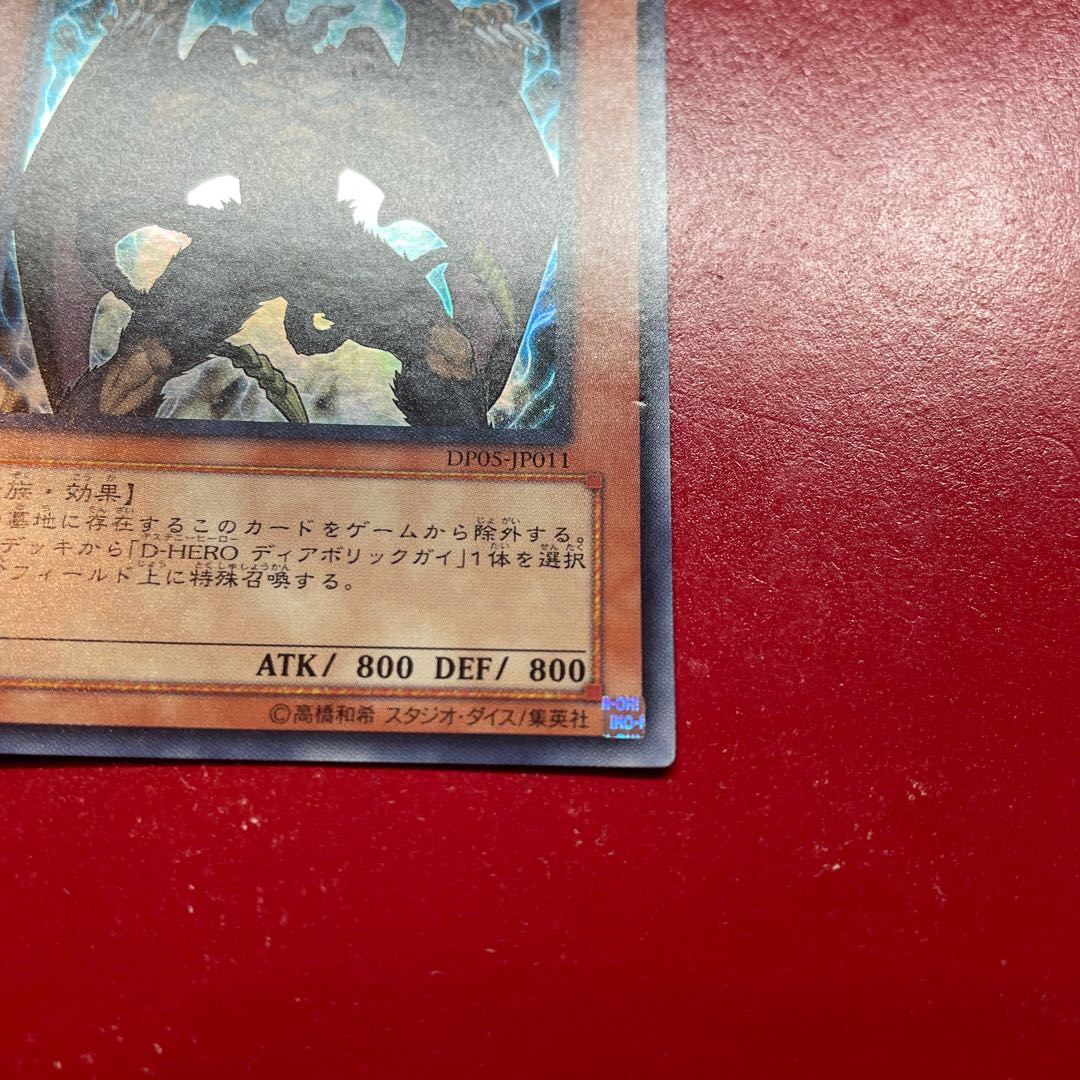 DP05-JP011
族・効果】
墓地に存在するこのカードをゲームから除外する。
デッキから「D-HERO ディアボリックガイ」1体を選択
フィールド上に特殊召喚する。
ATK/ 800 DEF/ 800
©高橋和希 スタジオ・ダイス/集英社